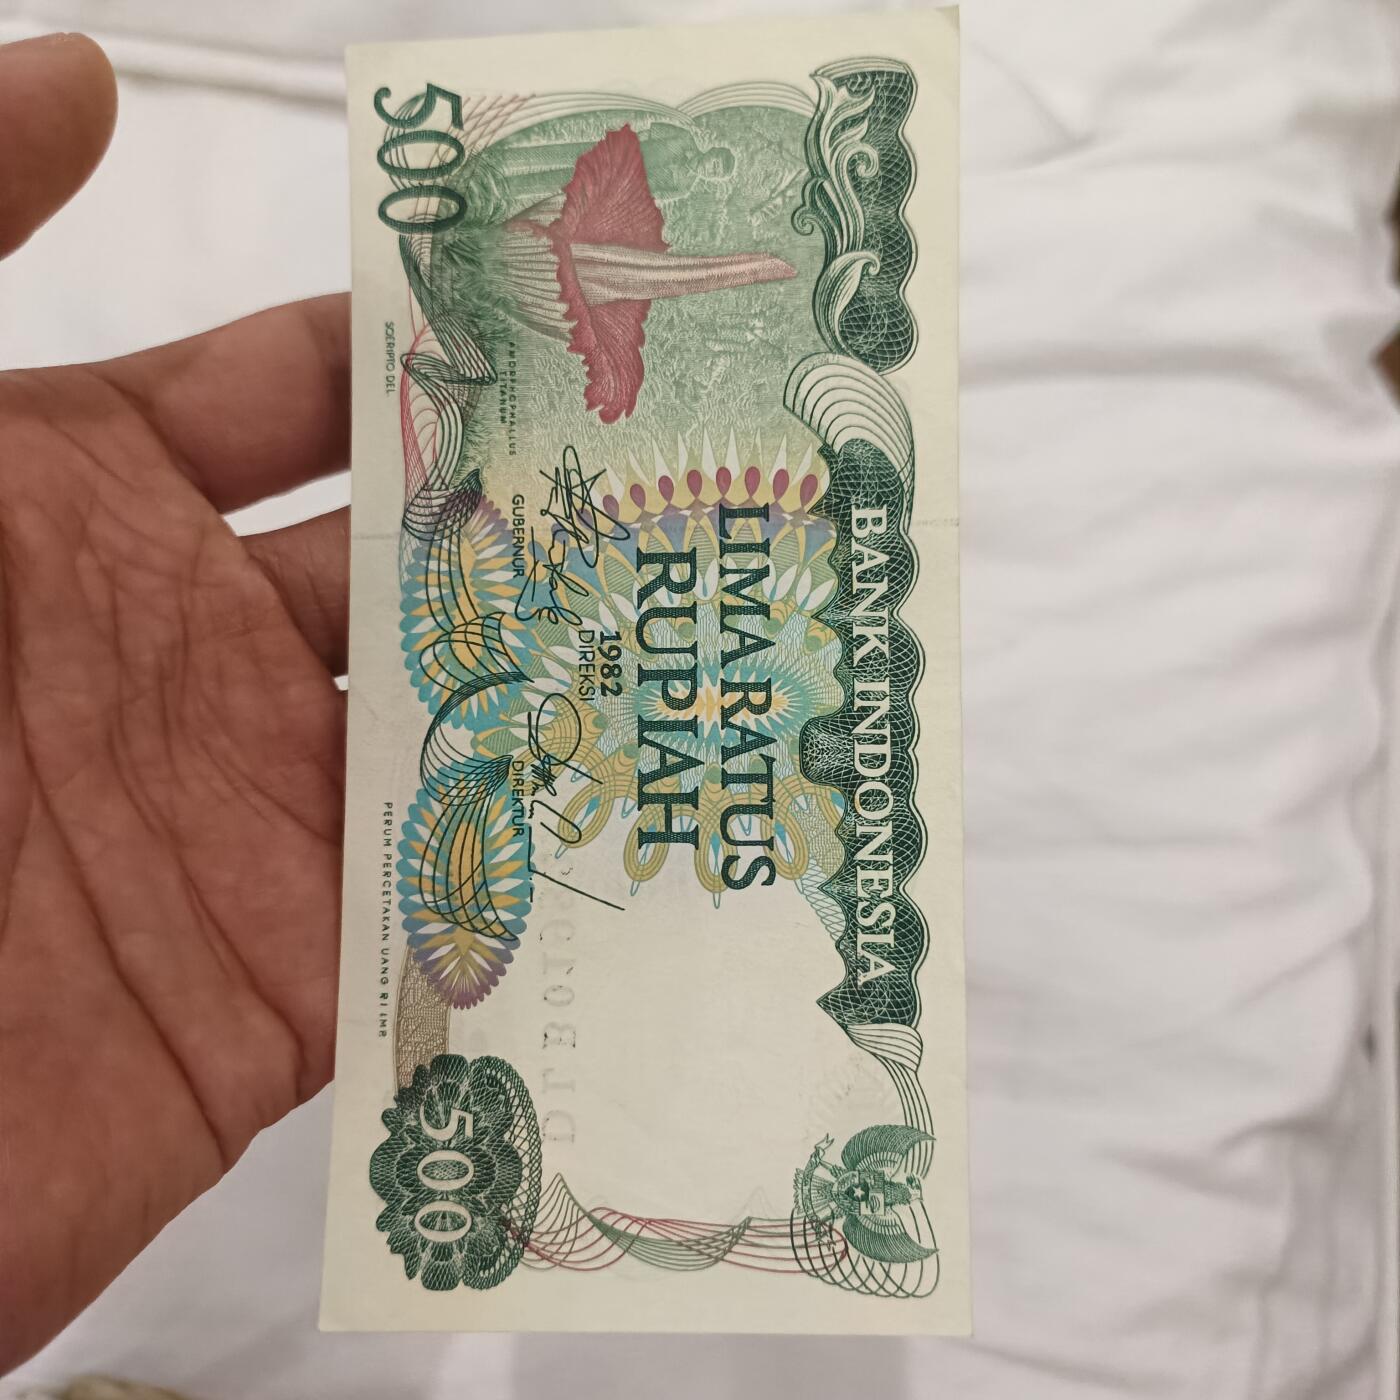 BANK INDONESIA
LIMA RATUS
RUPIAH
1982
DIREKSI
GUBERNUR
DIREKTUR
AMORPHOPHALLUS
TITANUM
500
500
SOERIPTO DEL.
PERUM PERCETAKAN UANG RI IMP.